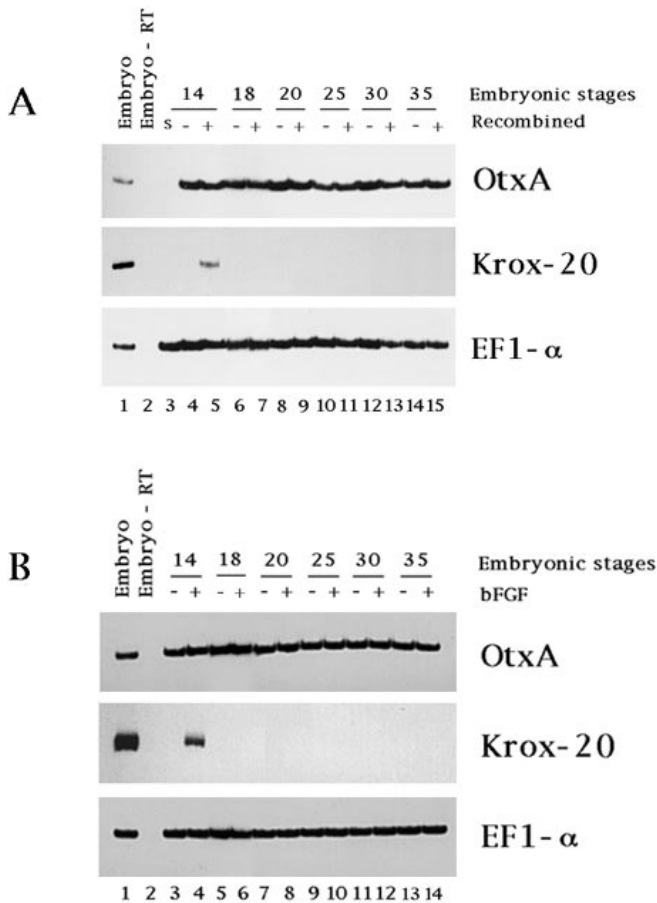 A
Embryo
Embryo - RT
14 18 20 25 30 35 Embryonic stages
S - + - + - + - + - + - + Recombined
OtxA
Krox-20
EF1- α
1 2 3 4 5 6 7 8 9 10 11 12 13 14 15
B
Embryo
Embryo - RT
14 18 20 25 30 35 Embryonic stages
- + - + - + - + - + - + bFGF
OtxA
Krox-20
EF1- α
1 2 3 4 5 6 7 8 9 10 11 12 13 14